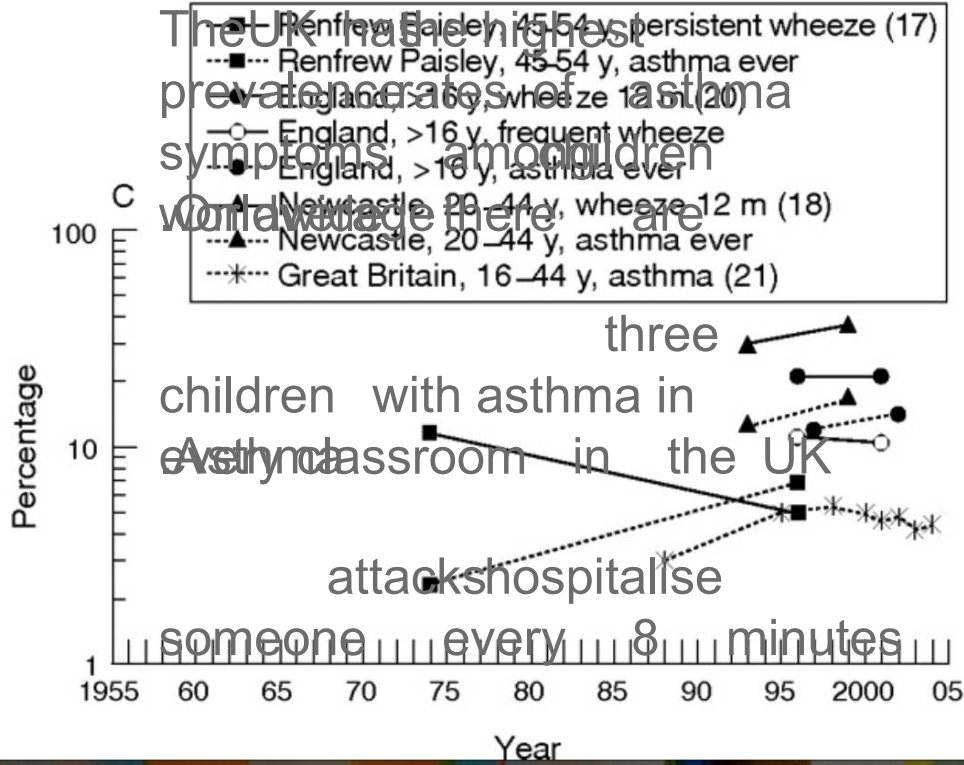 Renfrew Paisley, 45–54 y, persistent wheeze (17)
Renfrew Paisley, 45–54 y, asthma ever
England, >16 y, wheeze 12 m (20)
England, >16 y, frequent wheeze
England, >16 y, asthma ever
Newcastle, 20–44 y, wheeze 12 m (18)
Newcastle, 20–44 y, asthma ever
Great Britain, 16–44 y, asthma (21)
The UK has the highest
prevalence rates of asthma
symptoms among children
worldwide. On average there are
three
children with asthma in
every classroom in the UK. Asthma
attacks hospitalise
someone every 8 minutes
C
100
10
1
Percentage
1955 60 65 70 75 80 85 90 95 2000 05
Year